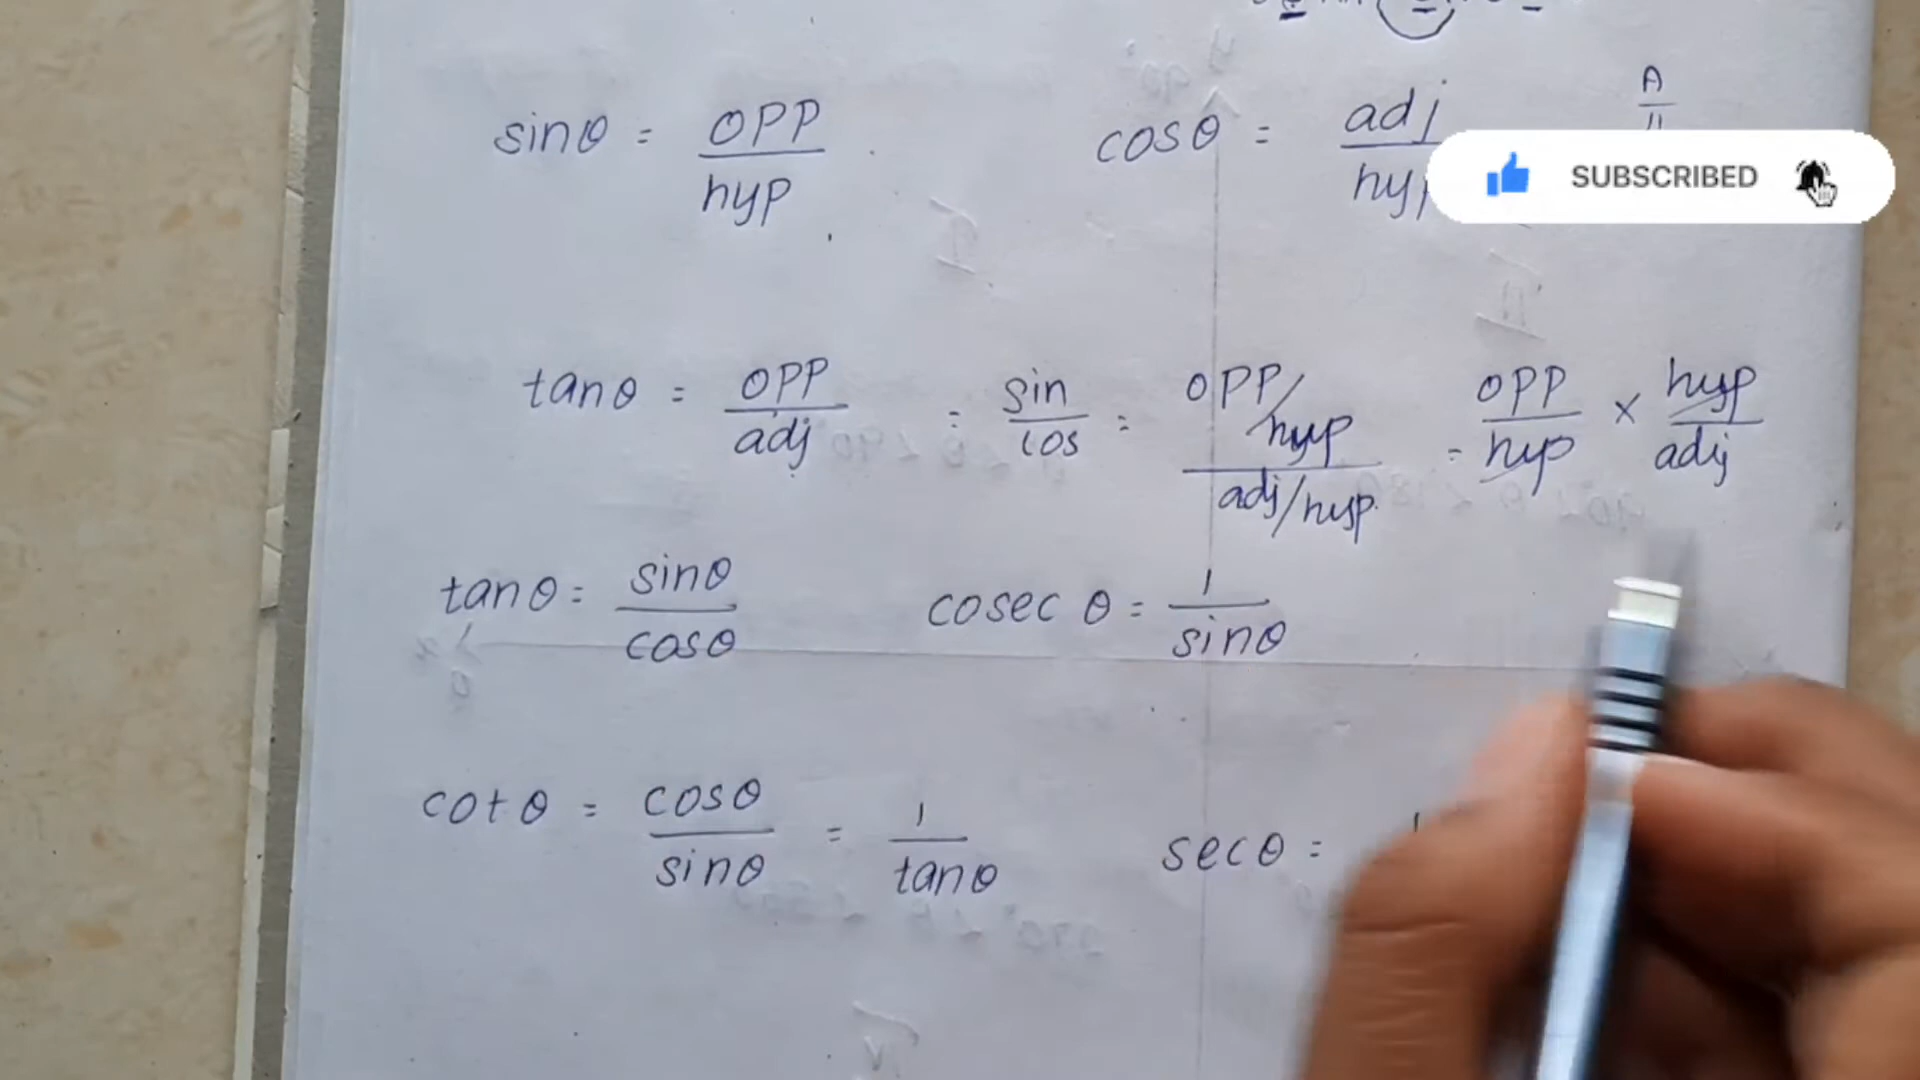 sinθ = opp/hyp
cosθ = adj/hyp
A
SUBSCRIBED
tanθ = opp/adj = sin/cos = opp/hyp / adj/hyp = opp/hyp × hyp/adj
tanθ = sinθ/cosθ
cosec θ = 1/sinθ
cotθ = cosθ/sinθ = 1/tanθ
secθ = 1